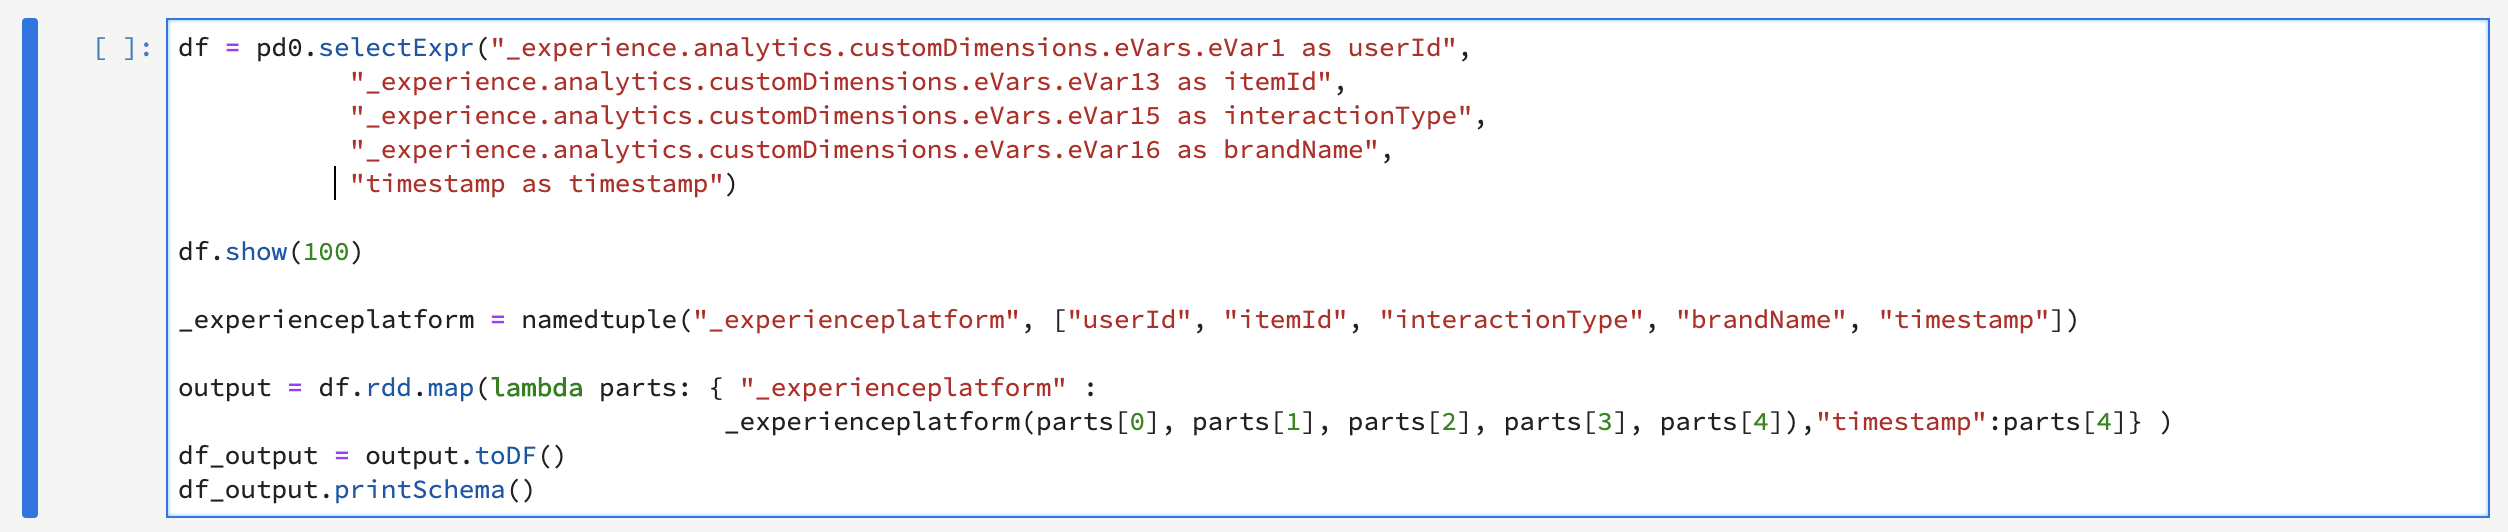 [ ]: df = pd0.selectExpr("_experience.analytics.customDimensions.eVars.eVar1 as userId",
"_experience.analytics.customDimensions.eVars.eVar13 as itemId",
"_experience.analytics.customDimensions.eVars.eVar15 as interactionType",
"_experience.analytics.customDimensions.eVars.eVar16 as brandName",
"timestamp as timestamp")
df.show(100)
_experienceplatform = namedtuple("_experienceplatform", ["userId", "itemId", "interactionType", "brandName", "timestamp"])
output = df.rdd.map(lambda parts: { "_experienceplatform" :
_experienceplatform(parts[0], parts[1], parts[2], parts[3], parts[4]),"timestamp":parts[4]} )
df_output = output.toDF()
df_output.printSchema()